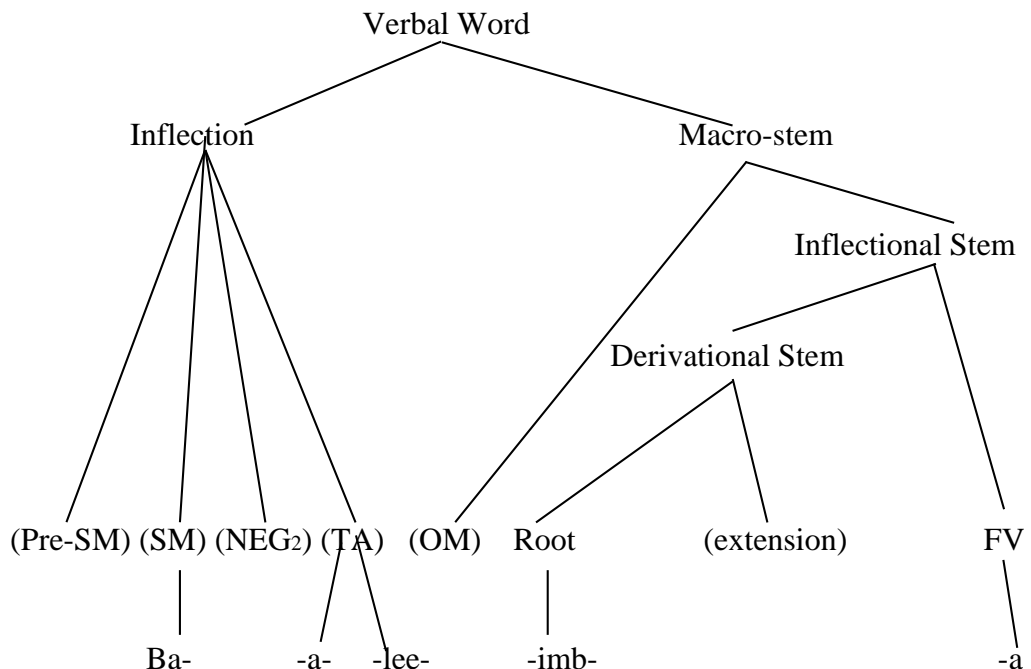 Verbal Word
Inflection Macro-stem
Inflectional Stem
Derivational Stem
(Pre-SM) (SM) (NEG₂) (TA) (OM) Root (extension) FV
Ba- -a- -lee- -imb- -a